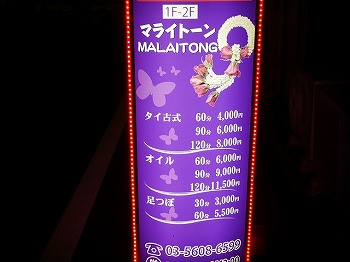 1F-2F
マライトーン
MALAITONG
タイ古式 60分 4,000円
90分 6,000円
120分 8,000円
オイル 60分 6,000円
90分 9,000円
120分 11,500円
足つぼ 30分 3,000円
60分 5,500円
☎03-5608-6599